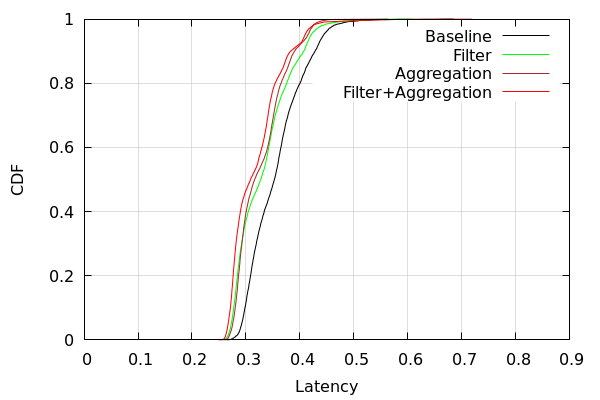 1
Baseline
Filter
Aggregation
Filter+Aggregation
0.8
0.6
CDF
0.4
0.2
0
0 0.1 0.2 0.3 0.4 0.5 0.6 0.7 0.8 0.9
Latency